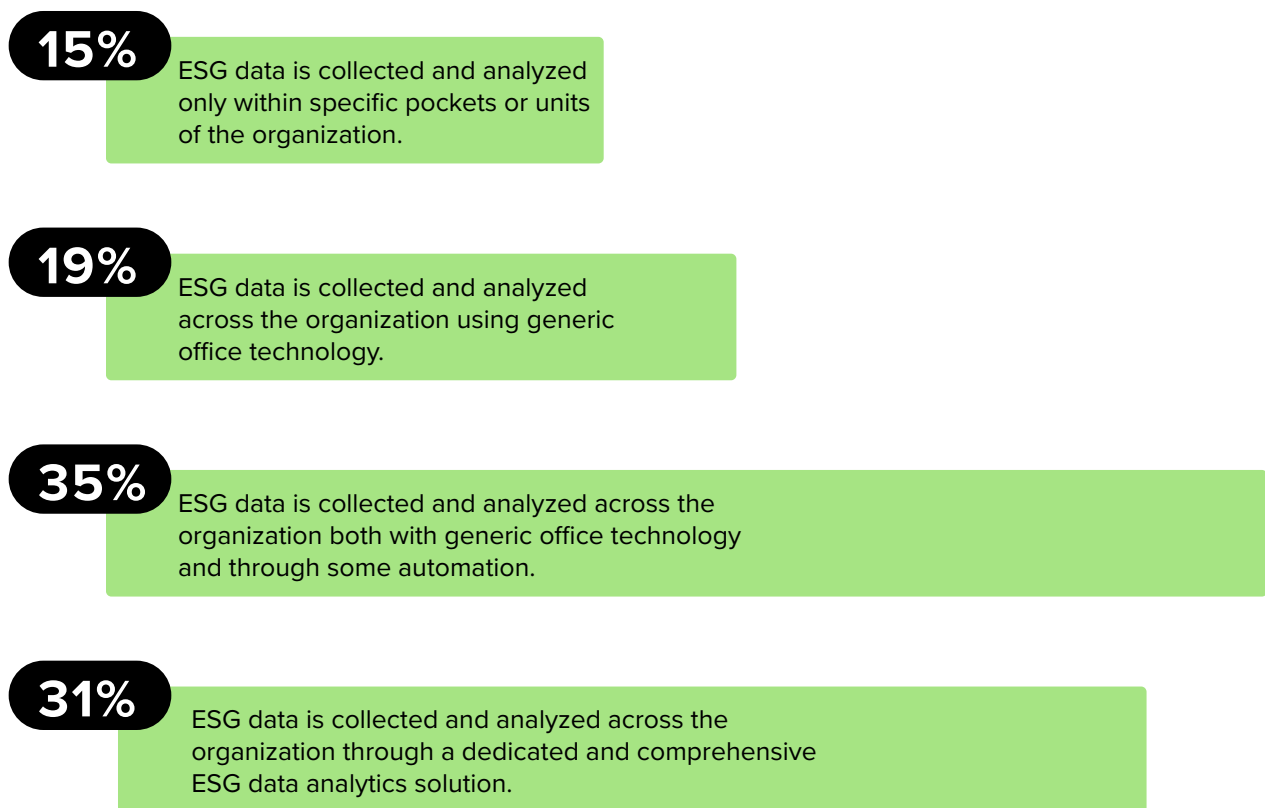 15%
ESG data is collected and analyzed
only within specific pockets or units
of the organization.
19%
ESG data is collected and analyzed
across the organization using generic
office technology.
35%
ESG data is collected and analyzed across the
organization both with generic office technology
and through some automation.
31%
ESG data is collected and analyzed across the
organization through a dedicated and comprehensive
ESG data analytics solution.